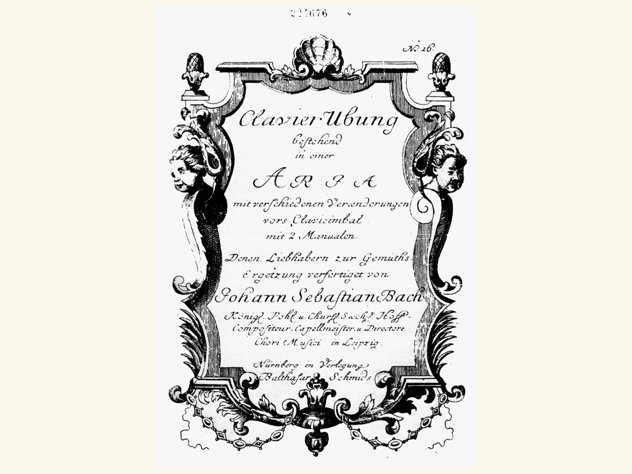 224676
No. 16.
Clavier-Ubung
bestehend
in einer
ARIA
mit verschiedenen Verænderungen
vors Clavicimbal
mit 2 Manualen.
Denen Liebhabern zur Gemüths-
Ergetzung verfertiget von
Johann Sebastian Bach
Königl. Pohl. u. Churfl. Sæchs. Hoff-
Compositeur, Capellmeister, u. Directore
Chori Musici in Leipzig.
Nürnberg in Verlegung
Balthasar Schmids